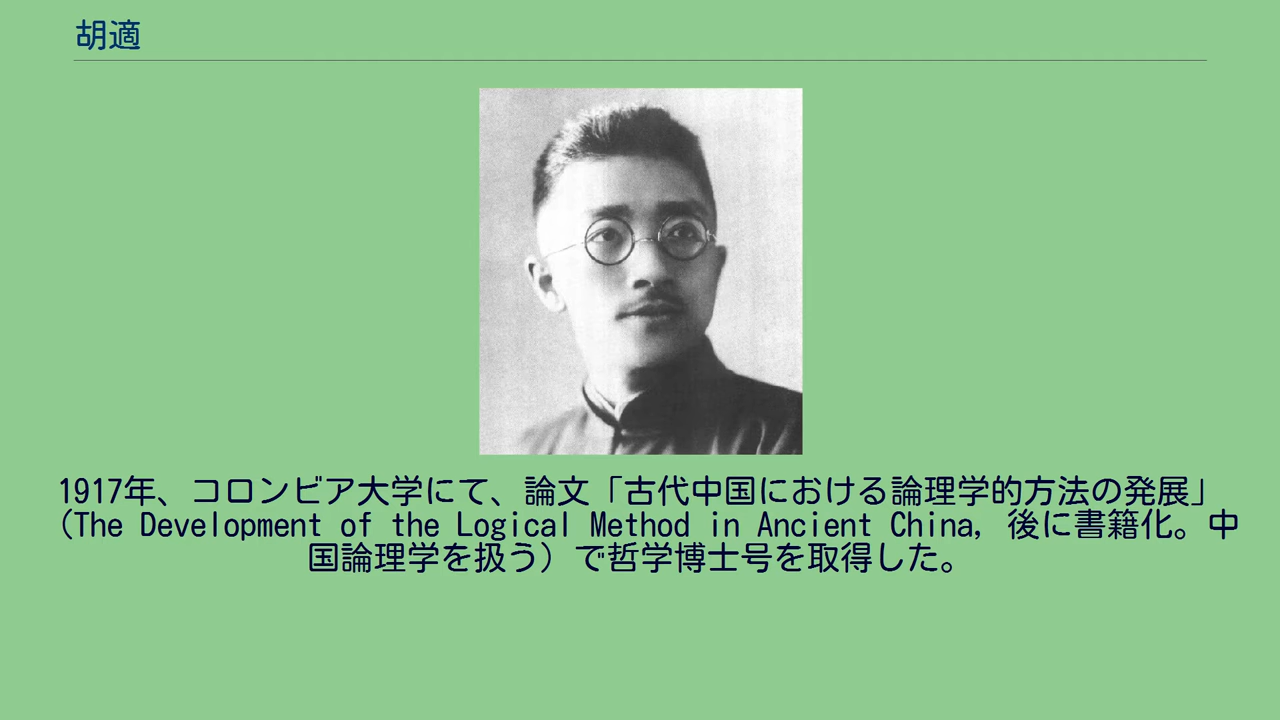 胡適
1917年、コロンビア大学にて、論文「古代中国における論理学的方法の発展」
(The Development of the Logical Method in Ancient China, 後に書籍化。中
国論理学を扱う）で哲学博士号を取得した。